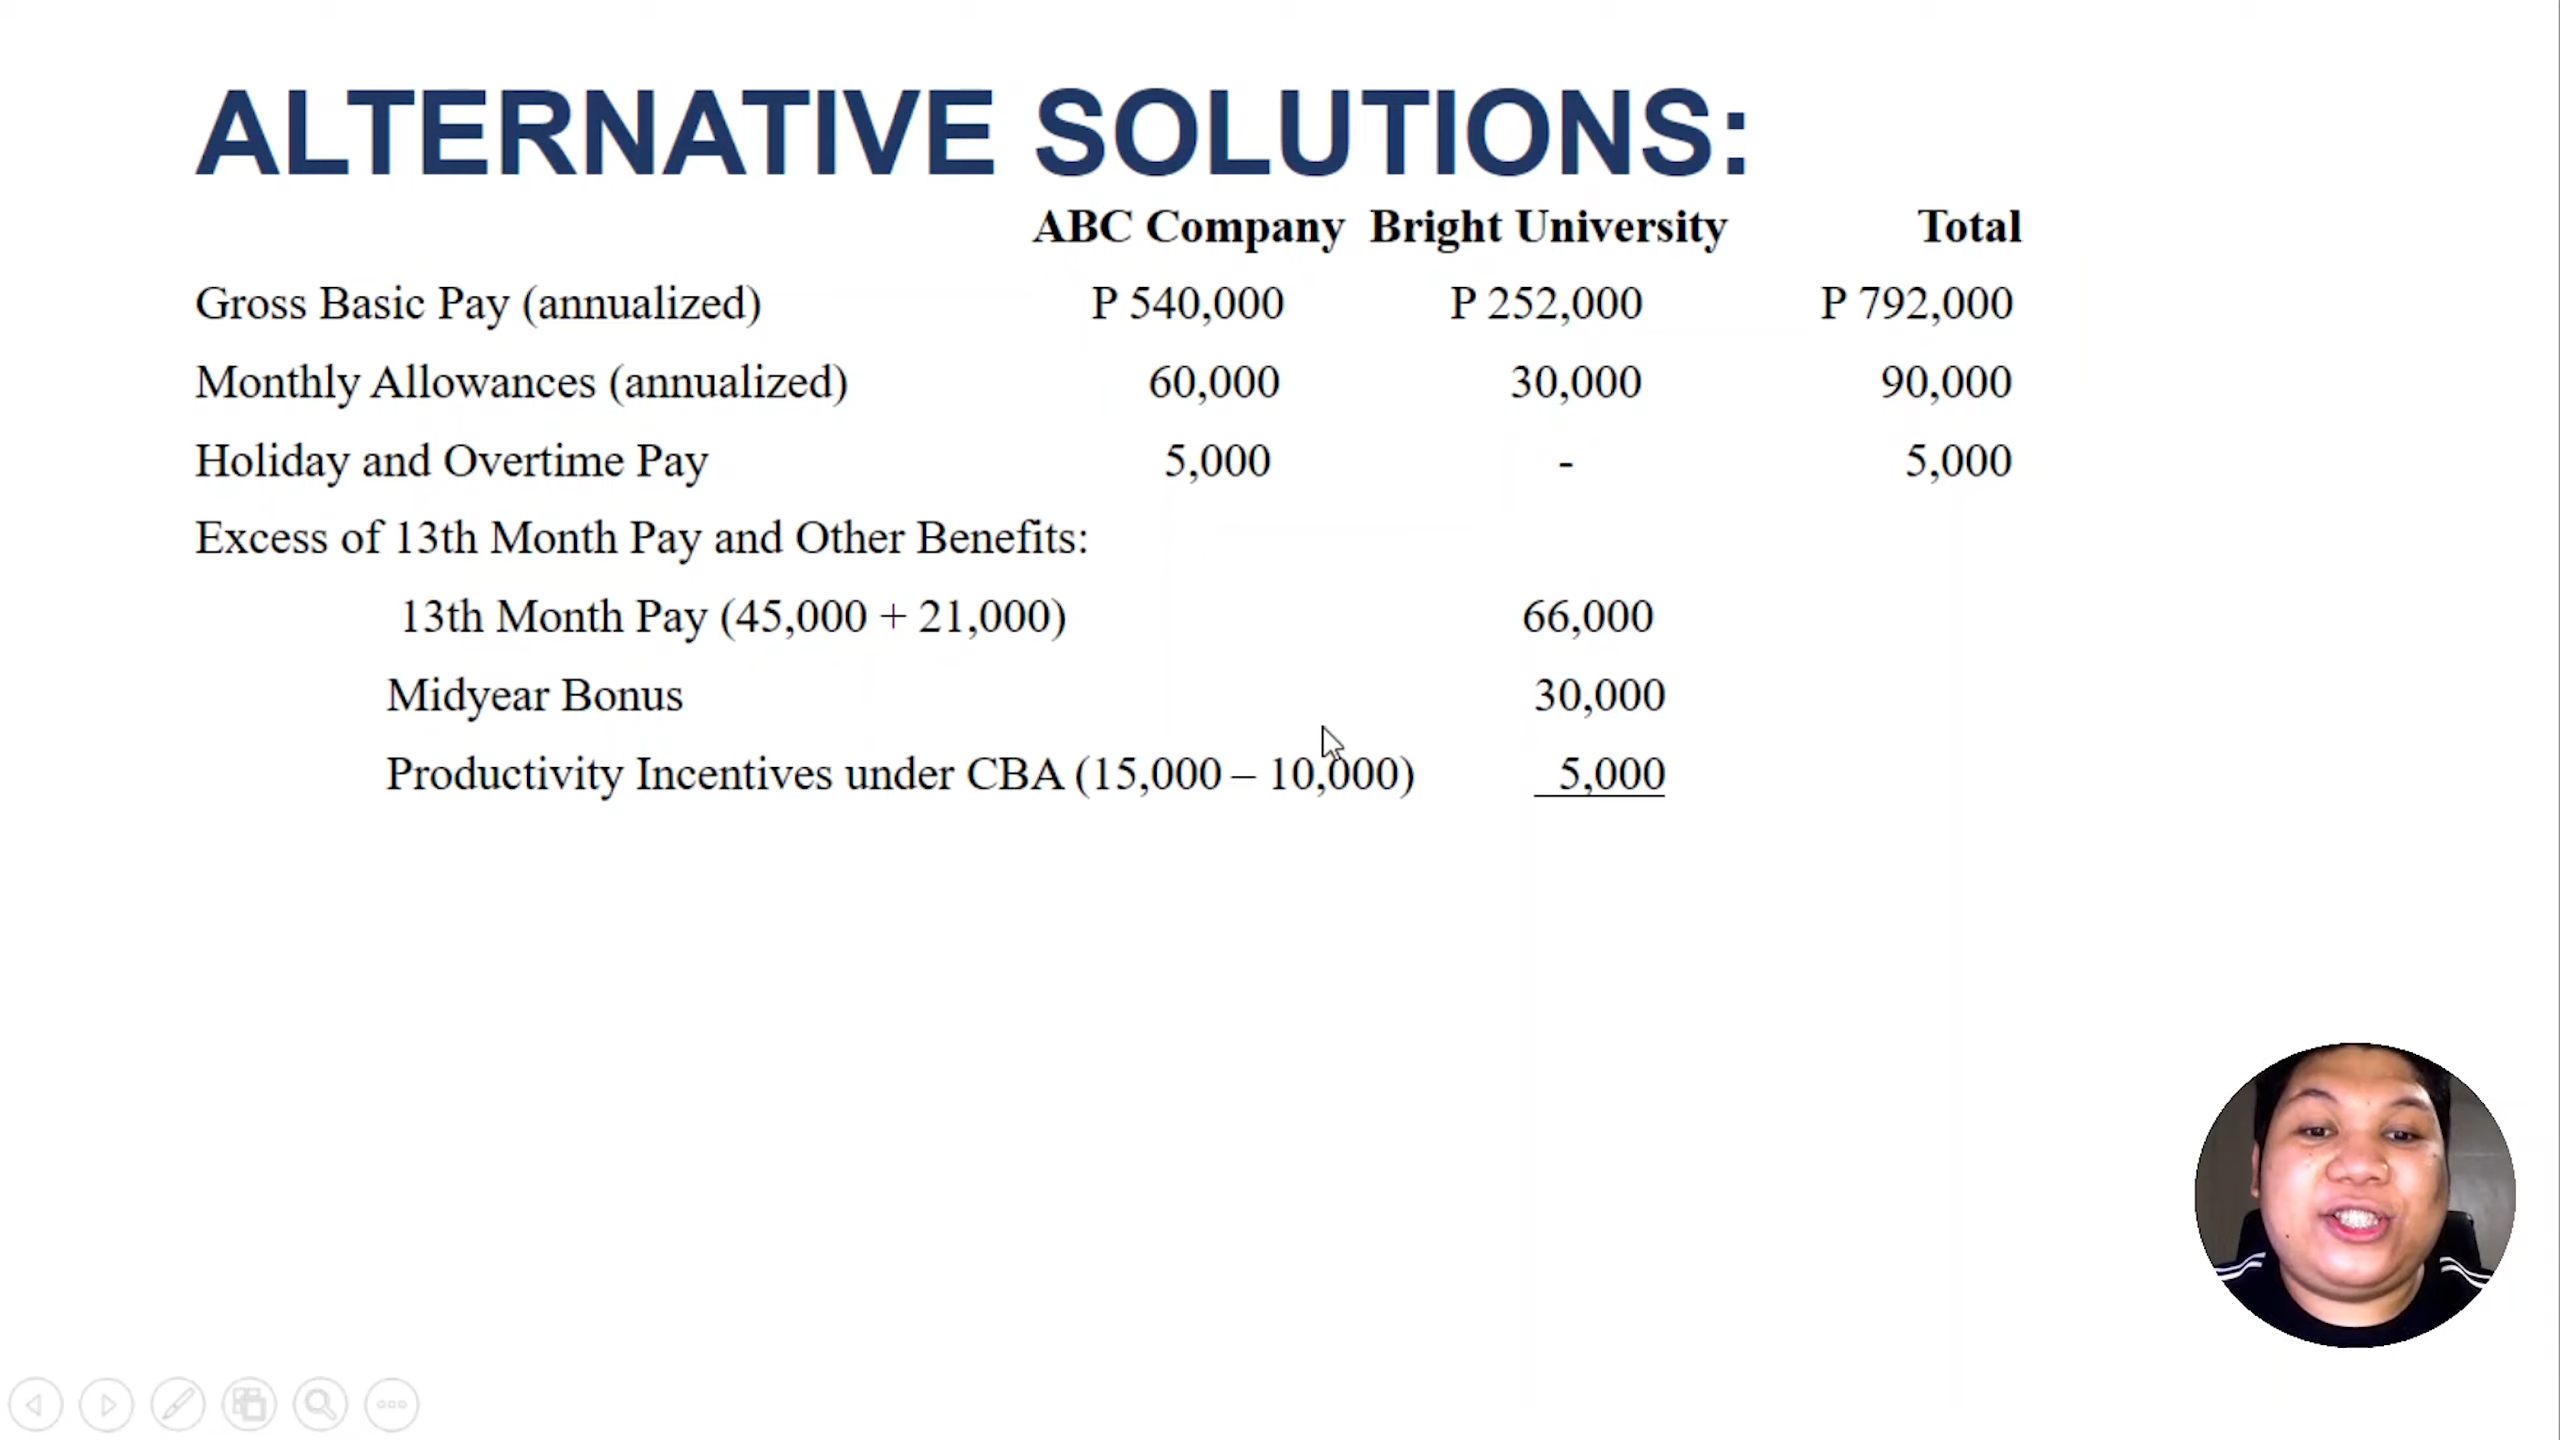 ALTERNATIVE SOLUTIONS:
ABC Company Bright University Total
Gross Basic Pay (annualized) P 540,000 P 252,000 P 792,000
Monthly Allowances (annualized) 60,000 30,000 90,000
Holiday and Overtime Pay 5,000 - 5,000
Excess of 13th Month Pay and Other Benefits:
13th Month Pay (45,000 + 21,000) 66,000
Midyear Bonus 30,000
Productivity Incentives under CBA (15,000 – 10,000) 5,000